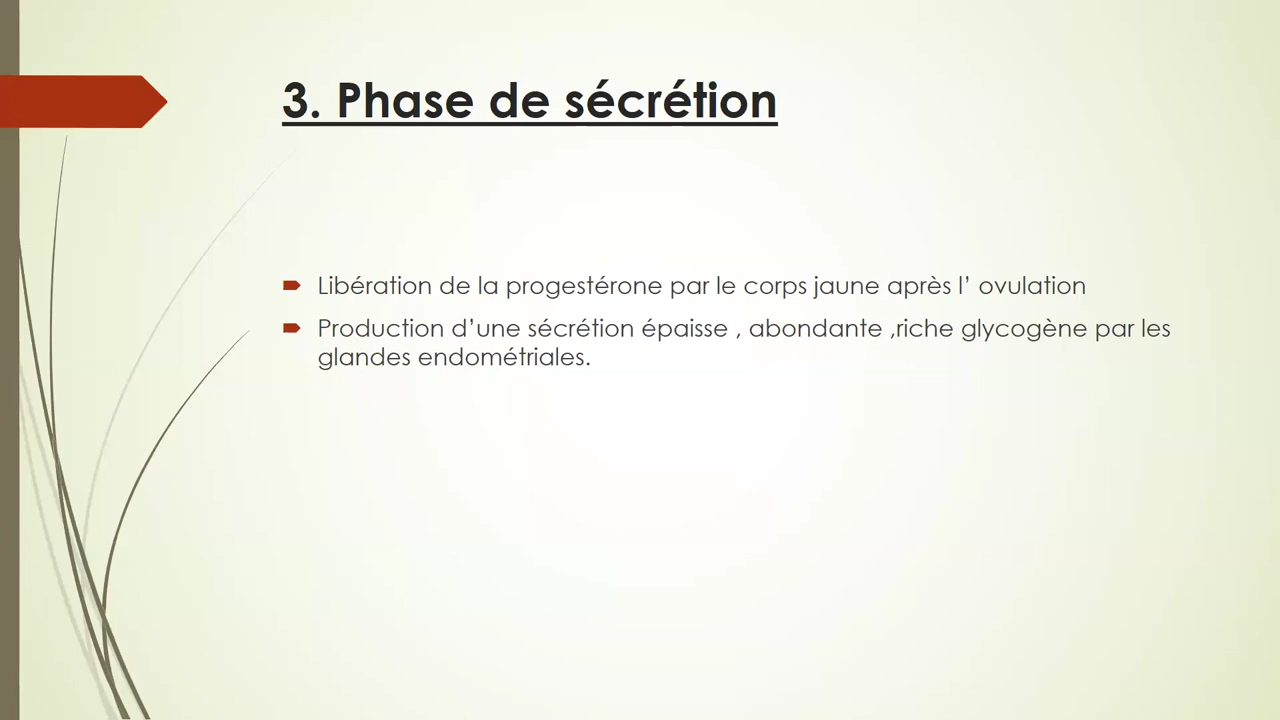 3. Phase de sécrétion
Libération de la progestérone par le corps jaune après l’ ovulation
Production d’une sécrétion épaisse , abondante ,riche glycogène par les
glandes endométriales.